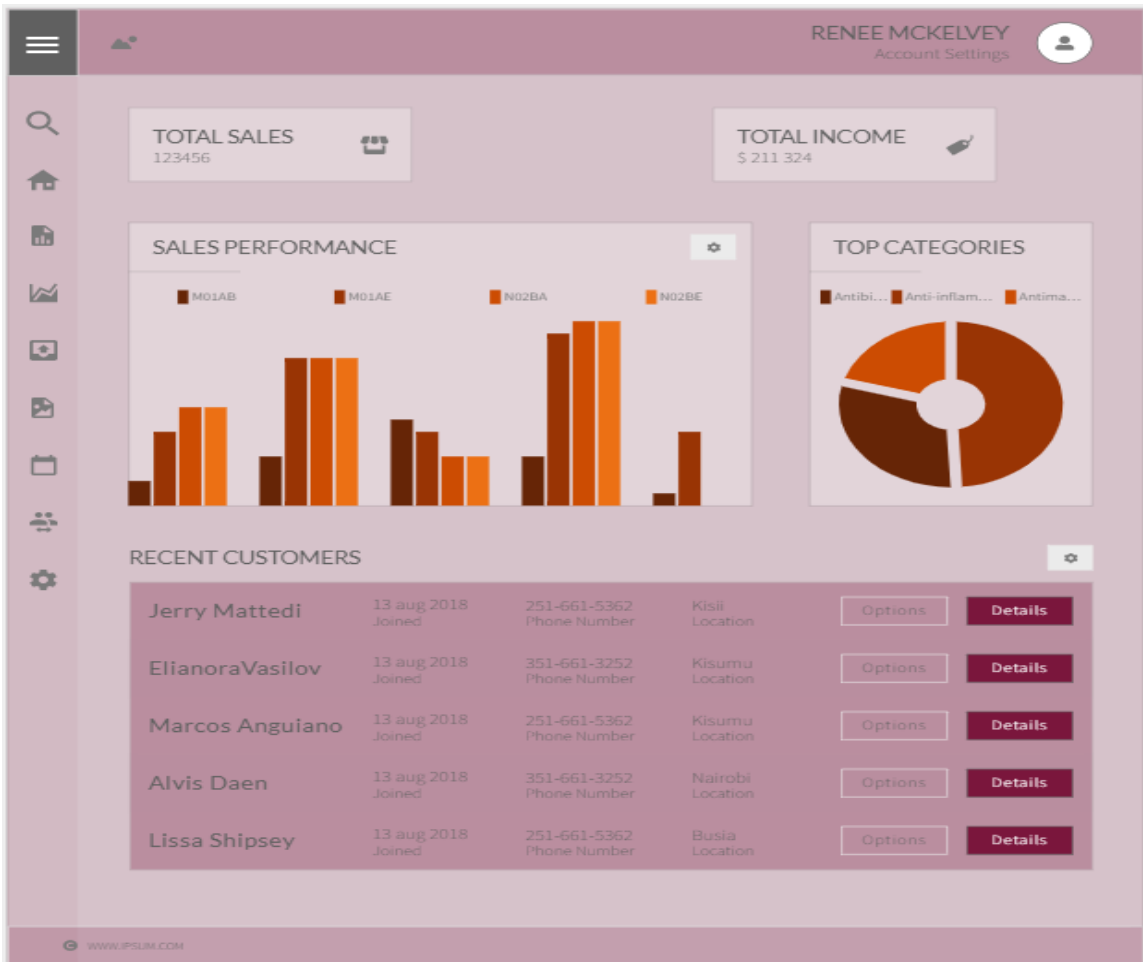 RENEE MCKELVEY
Account Settings
TOTAL SALES
123456
TOTAL INCOME
$ 211 324
SALES PERFORMANCE
M01AB M01AE N02BA N02BE
TOP CATEGORIES
Antibi... Anti-inflam... Antima...
RECENT CUSTOMERS
Jerry Mattedi 13 aug 2018 251-661-5362 Kisii Options Details
Joined Phone Number Location
ElianoraVasilov 13 aug 2018 351-661-3252 Kisumu Options Details
Joined Phone Number Location
Marcos Anguiano 13 aug 2018 251-661-5362 Kisumu Options Details
Joined Phone Number Location
Alvis Daen 13 aug 2018 351-661-3252 Nairobi Options Details
Joined Phone Number Location
Lissa Shipsey 13 aug 2018 251-661-5362 Busia Options Details
Joined Phone Number Location
© WWW.IPSUM.COM